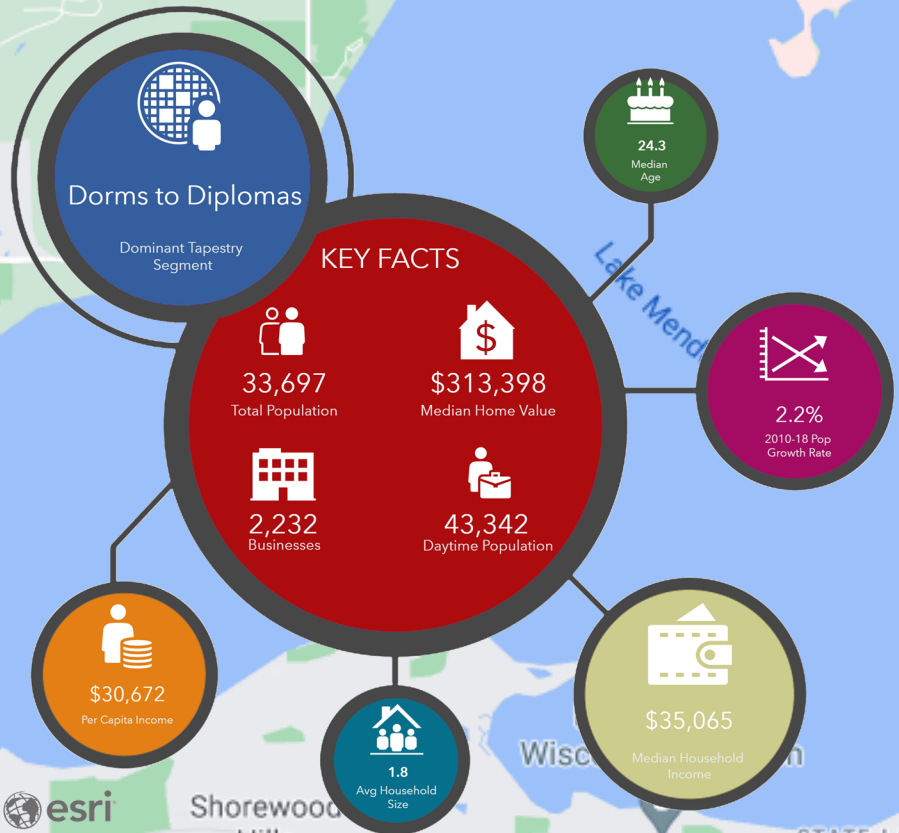 Dorms to Diplomas
Dominant Tapestry
Segment
KEY FACTS
33,697
Total Population
$313,398
Median Home Value
2,232
Businesses
43,342
Daytime Population
24.3
Median
Age
Lake Mend
2.2%
2010-18 Pop
Growth Rate
$30,672
Per Capita Income
1.8
Avg Household
Size
$35,065
Median Household
Income
Wisc
n
esri
Shorewood